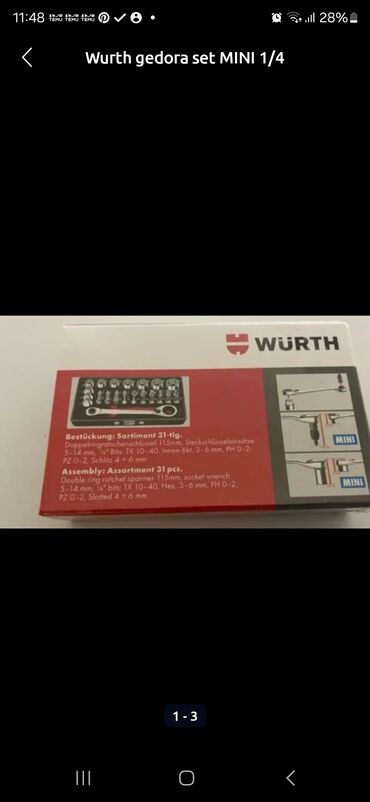 11:48 TEMU TEMU TEMU 28%
Wurth gedora set MINI 1/4
WÜRTH
Bestückung: Sortiment 31-tlg.
Doppelringratschenschlüssel 115mm, Steckschlüsseleinsätze
5-14 mm, ¼" Bits: TX 10-40, Innen 6kt. 3-6 mm, PH 0-2,
PZ 0-2, Schlitz 4 + 6 mm
Assembly: Assortment 31 pcs.
Double ring ratchet spanner 115mm, socket wrench
5-14 mm, ¼" bits: TX 10-40, Hex. 3-6 mm, PH 0-2,
PZ 0-2, Slotted 4 + 6 mm
MINI
MINI
1 - 3